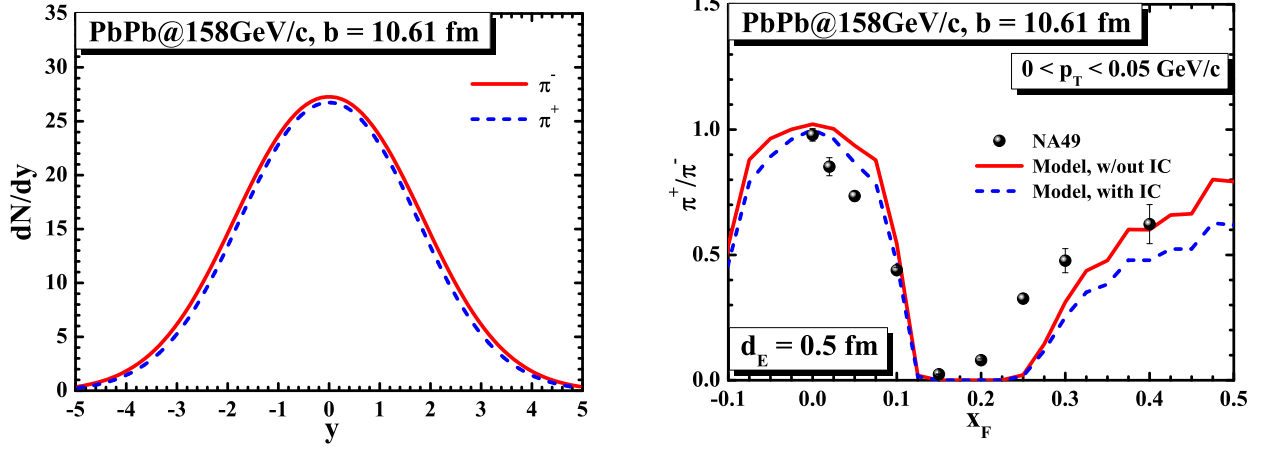 PbPb@158GeV/c, b = 10.61 fm
π-
π+
dN/dy
35
30
25
20
15
10
5
0
-5 -4 -3 -2 -1 0 1 2 3 4 5
y
PbPb@158GeV/c, b = 10.61 fm
0 < pT < 0.05 GeV/c
NA49
Model, w/out IC
Model, with IC
π+/π-
1.5
1.0
0.5
0.0
dE = 0.5 fm
-0.1 0.0 0.1 0.2 0.3 0.4 0.5
xF